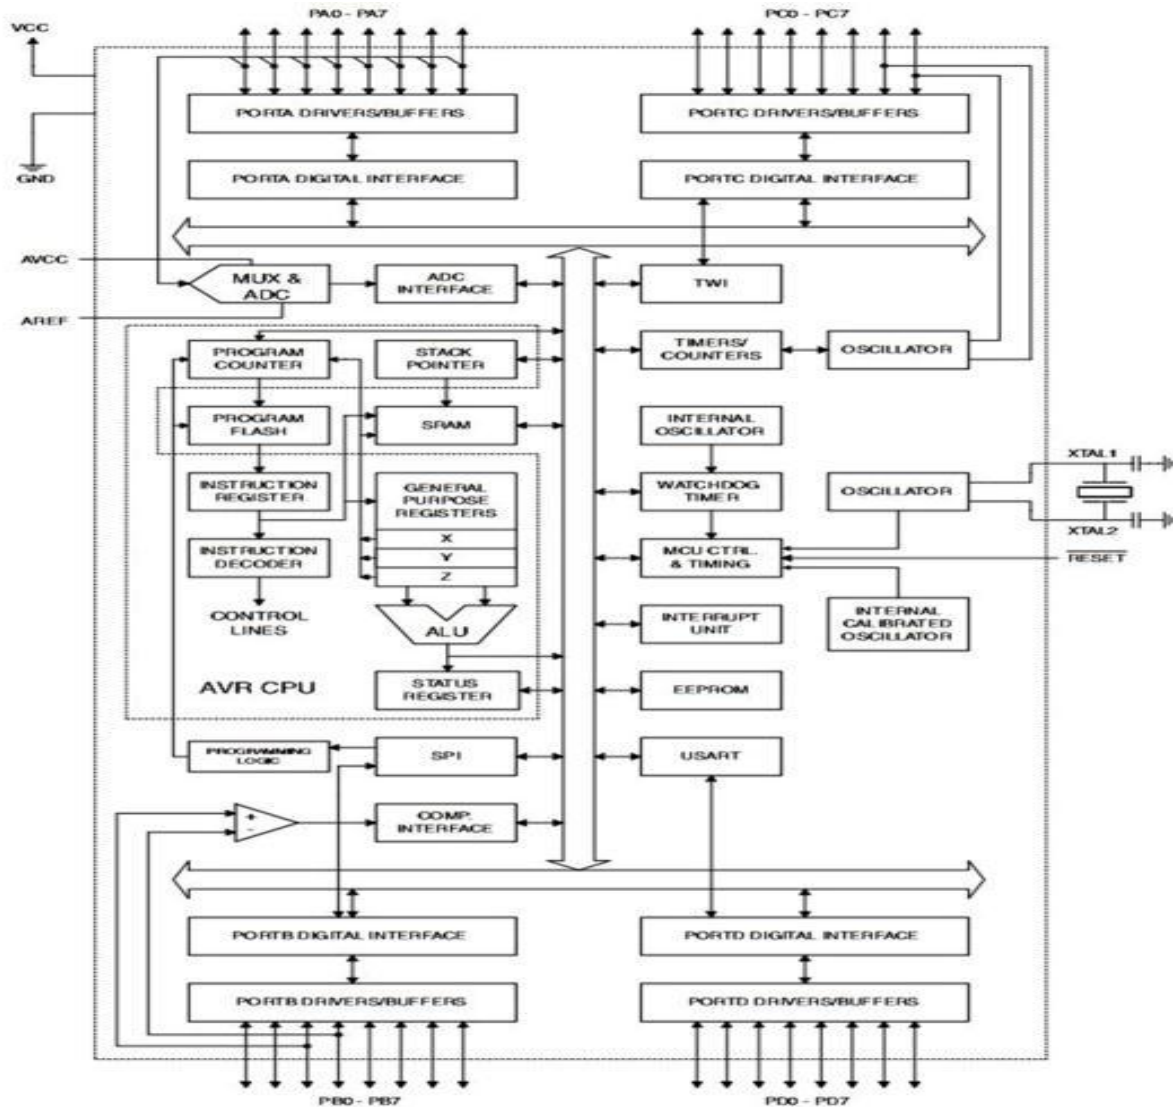 PA0 - PA7
PC0 - PC7
VCC
PORTA DRIVERS/BUFFERS
PORTC DRIVERS/BUFFERS
GND
PORTA DIGITAL INTERFACE
PORTC DIGITAL INTERFACE
AVCC
MUX &
ADC
ADC
INTERFACE
TWI
AREF
PROGRAM
COUNTER
STACK
POINTER
TIMERS/
COUNTERS
OSCILLATOR
PROGRAM
FLASH
SRAM
INTERNAL
OSCILLATOR
XTAL1
INSTRUCTION
REGISTER
GENERAL
PURPOSE
REGISTERS
WATCHDOG
TIMER
OSCILLATOR
XTAL2
X
INSTRUCTION
DECODER
Y
MCU CTRL.
& TIMING
RESET
Z
CONTROL
LINES
ALU
INTERRUPT
UNIT
INTERNAL
CALIBRATED
OSCILLATOR
AVR CPU
STATUS
REGISTER
EEPROM
PROGRAMMING
LOGIC
SPI
USART
+
-
COMP.
INTERFACE
PORTB DIGITAL INTERFACE
PORTD DIGITAL INTERFACE
PORTB DRIVERS/BUFFERS
PORTD DRIVERS/BUFFERS
PB0 - PB7
PD0 - PD7